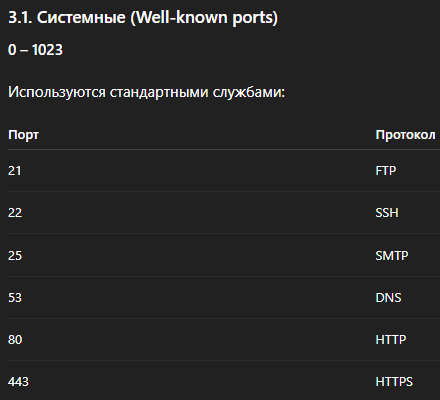 3.1. Системные (Well-known ports)
0 – 1023
Используются стандартными службами:
Порт Протокол
21 FTP
22 SSH
25 SMTP
53 DNS
80 HTTP
443 HTTPS